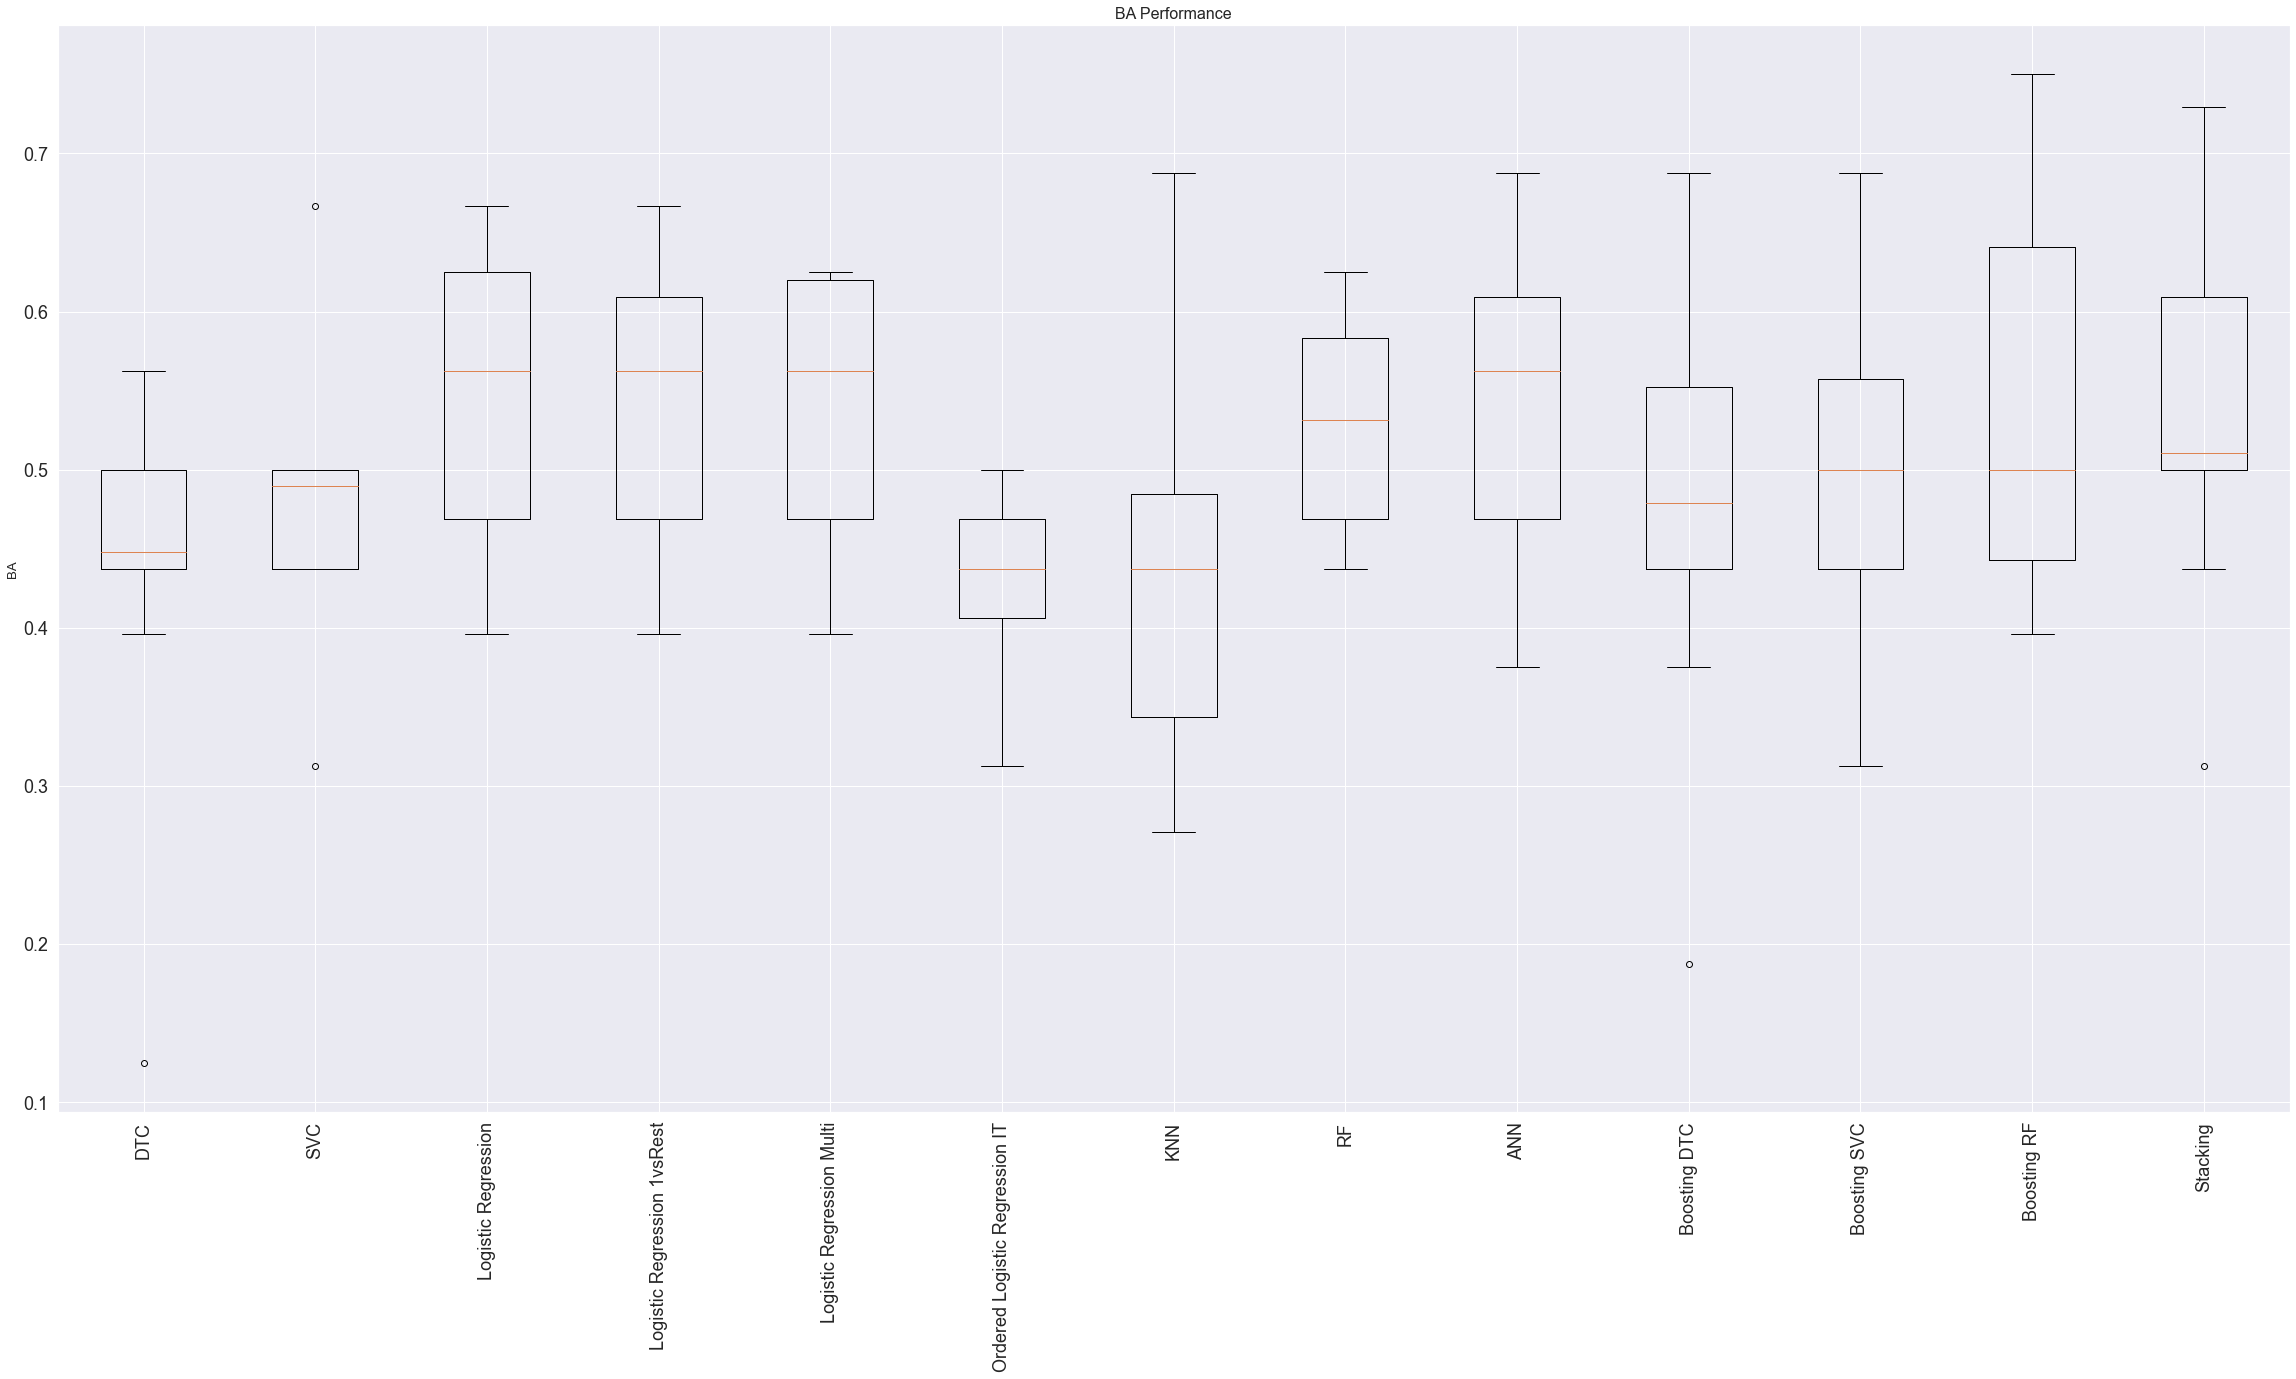 BA Performance
BA
0.7
0.6
0.5
0.4
0.3
0.2
0.1
DTC
SVC
Logistic Regression
Logistic Regression 1vsRest
Logistic Regression Multi
Ordered Logistic Regression IT
KNN
RF
ANN
Boosting DTC
Boosting SVC
Boosting RF
Stacking